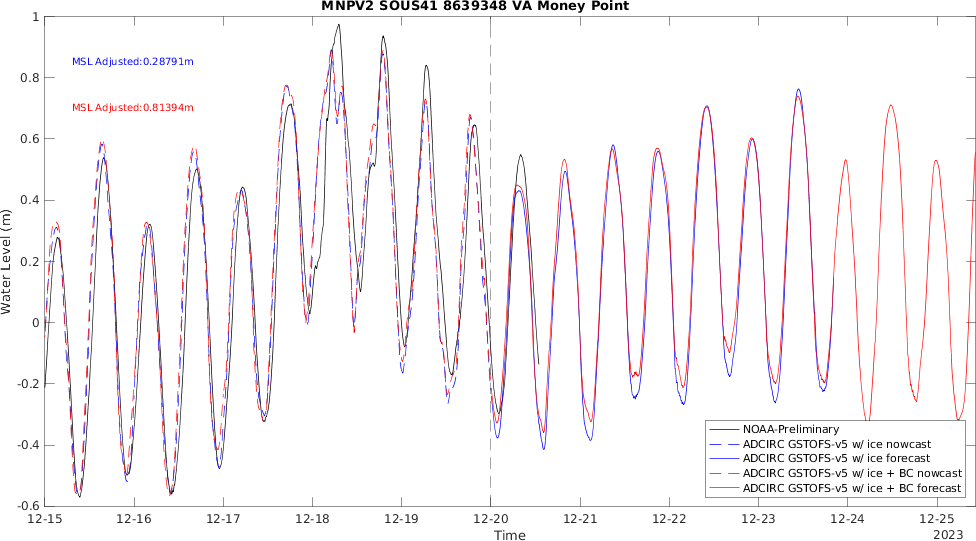 MNPV2 SOUS41 8639348 VA Money Point
1
0.8
0.6
0.4
0.2
0
-0.2
-0.4
-0.6
Water Level (m)
MSL Adjusted:0.28791m
MSL Adjusted:0.81394m
NOAA-Preliminary
ADCIRC GSTOFS-v5 w/ ice nowcast
ADCIRC GSTOFS-v5 w/ ice forecast
ADCIRC GSTOFS-v5 w/ ice + BC nowcast
ADCIRC GSTOFS-v5 w/ ice + BC forecast
12-15 12-16 12-17 12-18 12-19 12-20 12-21 12-22 12-23 12-24 12-25
Time
2023